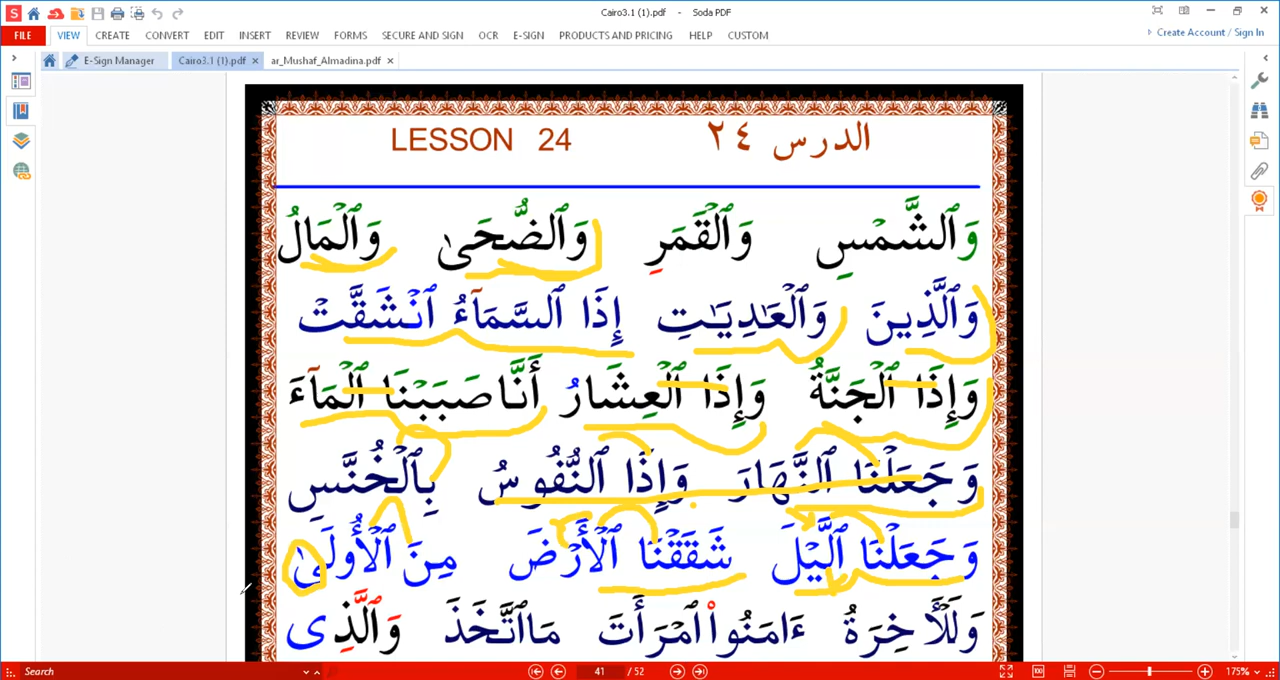 Cairo3.1 (1).pdf - Soda PDF
FILE VIEW CREATE CONVERT EDIT INSERT REVIEW FORMS SECURE AND SIGN OCR E-SIGN PRODUCTS AND PRICING HELP CUSTOM Create Account / Sign In
E-Sign Manager Cairo3.1 (1).pdf ar_Mushaf_Almadina.pdf
LESSON 24 الدرس ٢٤
وَٱلشَّمْسِ وَٱلْقَمَرِ وَٱلضُّحَىٰ وَٱلْمَالُ
وَٱلَّذِينَ وَٱلْعَـٰدِيَـٰتِ إِذَا ٱلسَّمَآءُ ٱنْشَقَّتْ
وَإِذَا ٱلْجَنَّةُ وَإِذَا ٱلْعِشَارُ أَنَّا صَبَبْنَا ٱلْمَآءَ
وَجَعَلْنَا ٱلنَّهَارَ وَإِذَا ٱلنُّفُوسُ بِٱلْخُنَّسِ
وَجَعَلْنَا ٱلَّيْلَ شَقَقْنَا ٱلْأَرْضَ مِنَ ٱلْأُولَىٰ
وَلَلْأَخِرَةُ ءَامَنُوا۟ ٱمْرَأَتَ مَا ٱتَّخَذَ وَٱلَّذِى
Search 41 / 52 175%